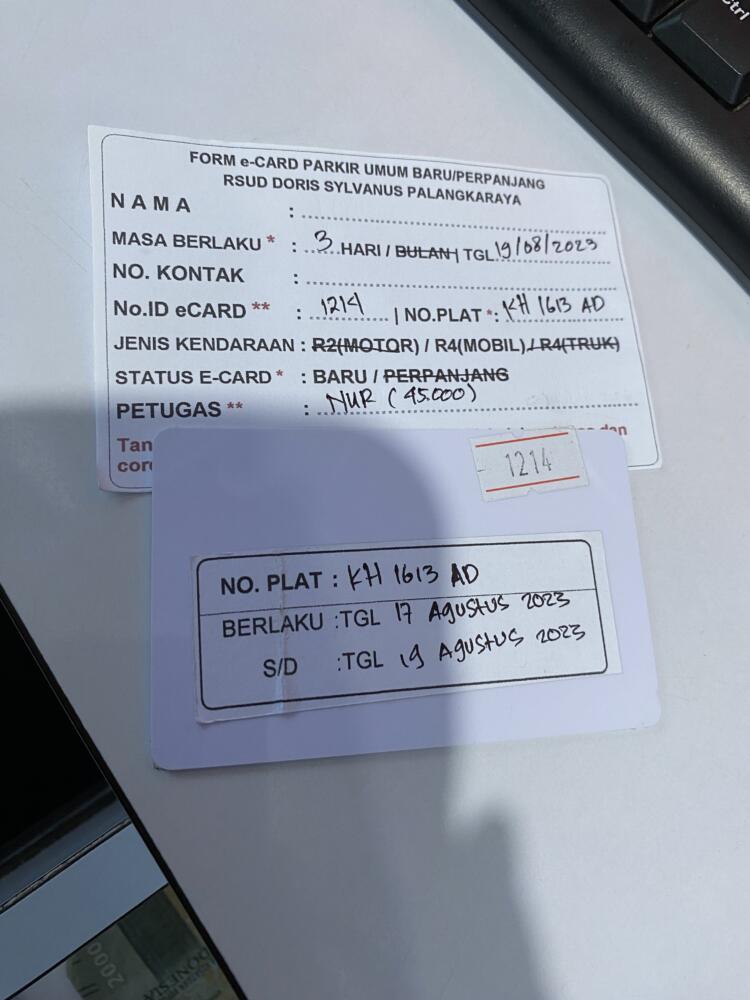 Ctrl
FORM e-CARD PARKIR UMUM BARU/PERPANJANG
RSUD DORIS SYLVANUS PALANGKARAYA
NAMA :
MASA BERLAKU * : 3 HARI / BULAN | TGL 19/08/2023
NO. KONTAK :
No.ID eCARD ** : 1214 | NO.PLAT *: KH 1613 AD
JENIS KENDARAAN : R2(MOTOR) / R4(MOBIL) / R4(TRUK)
STATUS E-CARD * : BARU / PERPANJANG
PETUGAS ** : NUR (45.000)
1214
NO. PLAT : KH 1613 AD
BERLAKU :TGL 17 AGUSTUS 2023
S/D :TGL 19 AGUSTUS 2023
2000